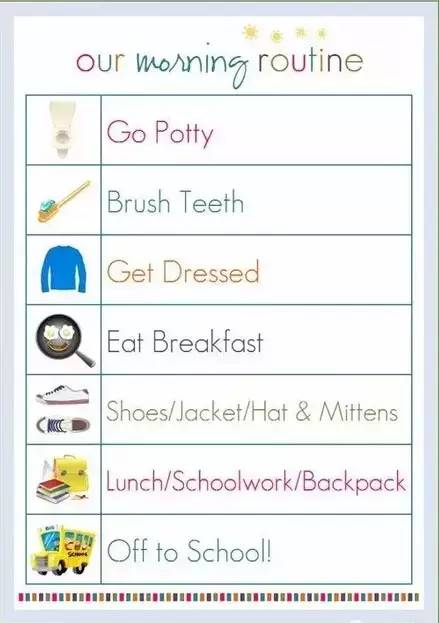 our morning routine
Go Potty
Brush Teeth
Get Dressed
Eat Breakfast
Shoes/Jacket/Hat & Mittens
Lunch/Schoolwork/Backpack
Off to School!
SCHOOL